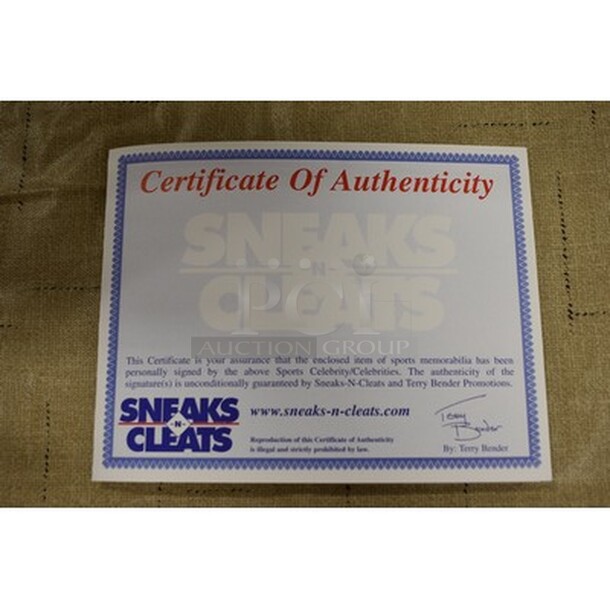 Certificate Of Authenticity
SNEAKS
-N-
CLEATS
PCI
AUCTION GROUP
This Certificate is your assurance that the enclosed item of sports memorabilia has been
personally signed by the above Sports Celebrity/Celebrities. The authenticity of the
signature(s) is unconditionally guaranteed by Sneaks-N-Cleats and Terry Bender Promotions.
SNEAKS
-N-
CLEATS
www.sneaks-n-cleats.com
Terry
Bender
Reproduction of this Certificate of Authenticity
is illegal and strictly prohibited by law.
By: Terry Bender